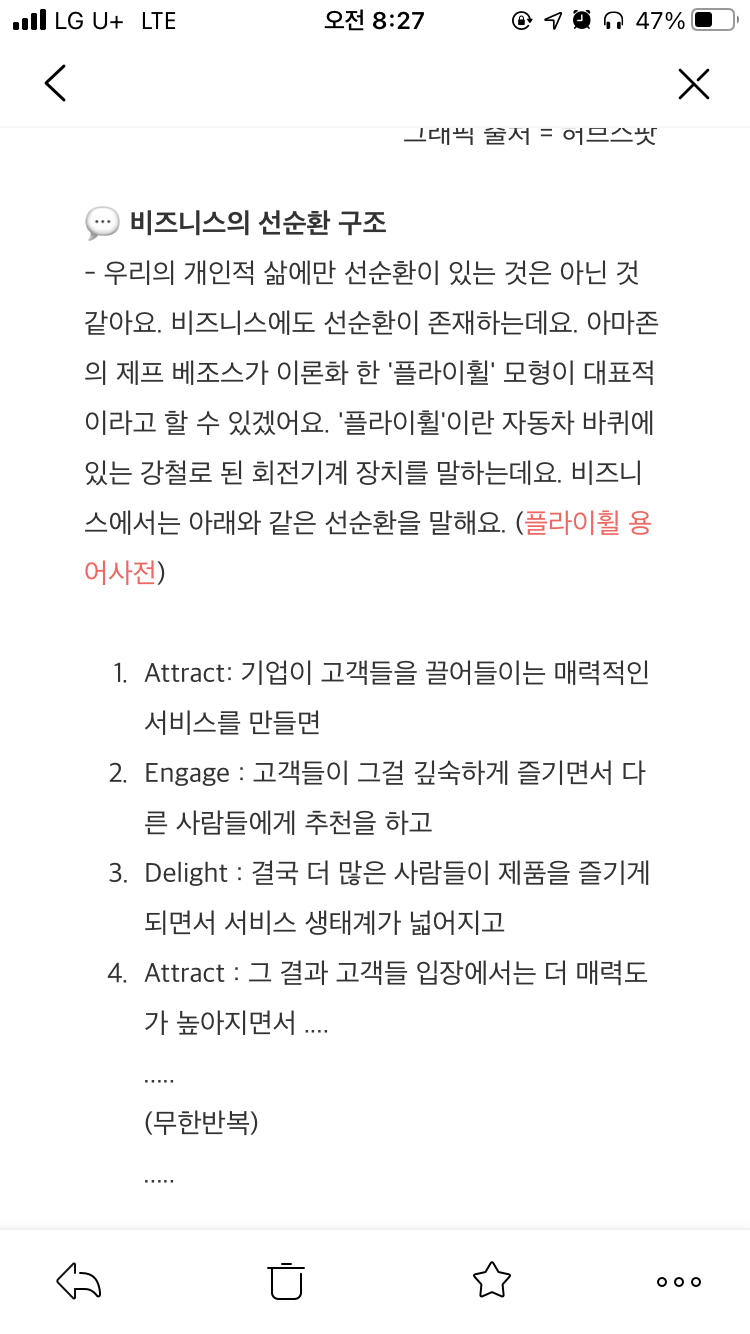 LG U+ LTE 오전 8:27 47%
그래픽 출처 = 허브스팟
비즈니스의 선순환 구조
- 우리의 개인적 삶에만 선순환이 있는 것은 아닌 것
같아요. 비즈니스에도 선순환이 존재하는데요. 아마존
의 제프 베조스가 이론화 한 '플라이휠' 모형이 대표적
이라고 할 수 있겠어요. '플라이휠'이란 자동차 바퀴에
있는 강철로 된 회전기계 장치를 말하는데요. 비즈니
스에서는 아래와 같은 선순환을 말해요. (플라이휠 용
어사전)
1. Attract: 기업이 고객들을 끌어들이는 매력적인
서비스를 만들면
2. Engage : 고객들이 그걸 깊숙하게 즐기면서 다
른 사람들에게 추천을 하고
3. Delight : 결국 더 많은 사람들이 제품을 즐기게
되면서 서비스 생태계가 넓어지고
4. Attract : 그 결과 고객들 입장에서는 더 매력도
가 높아지면서 ....
.....
(무한반복)
.....